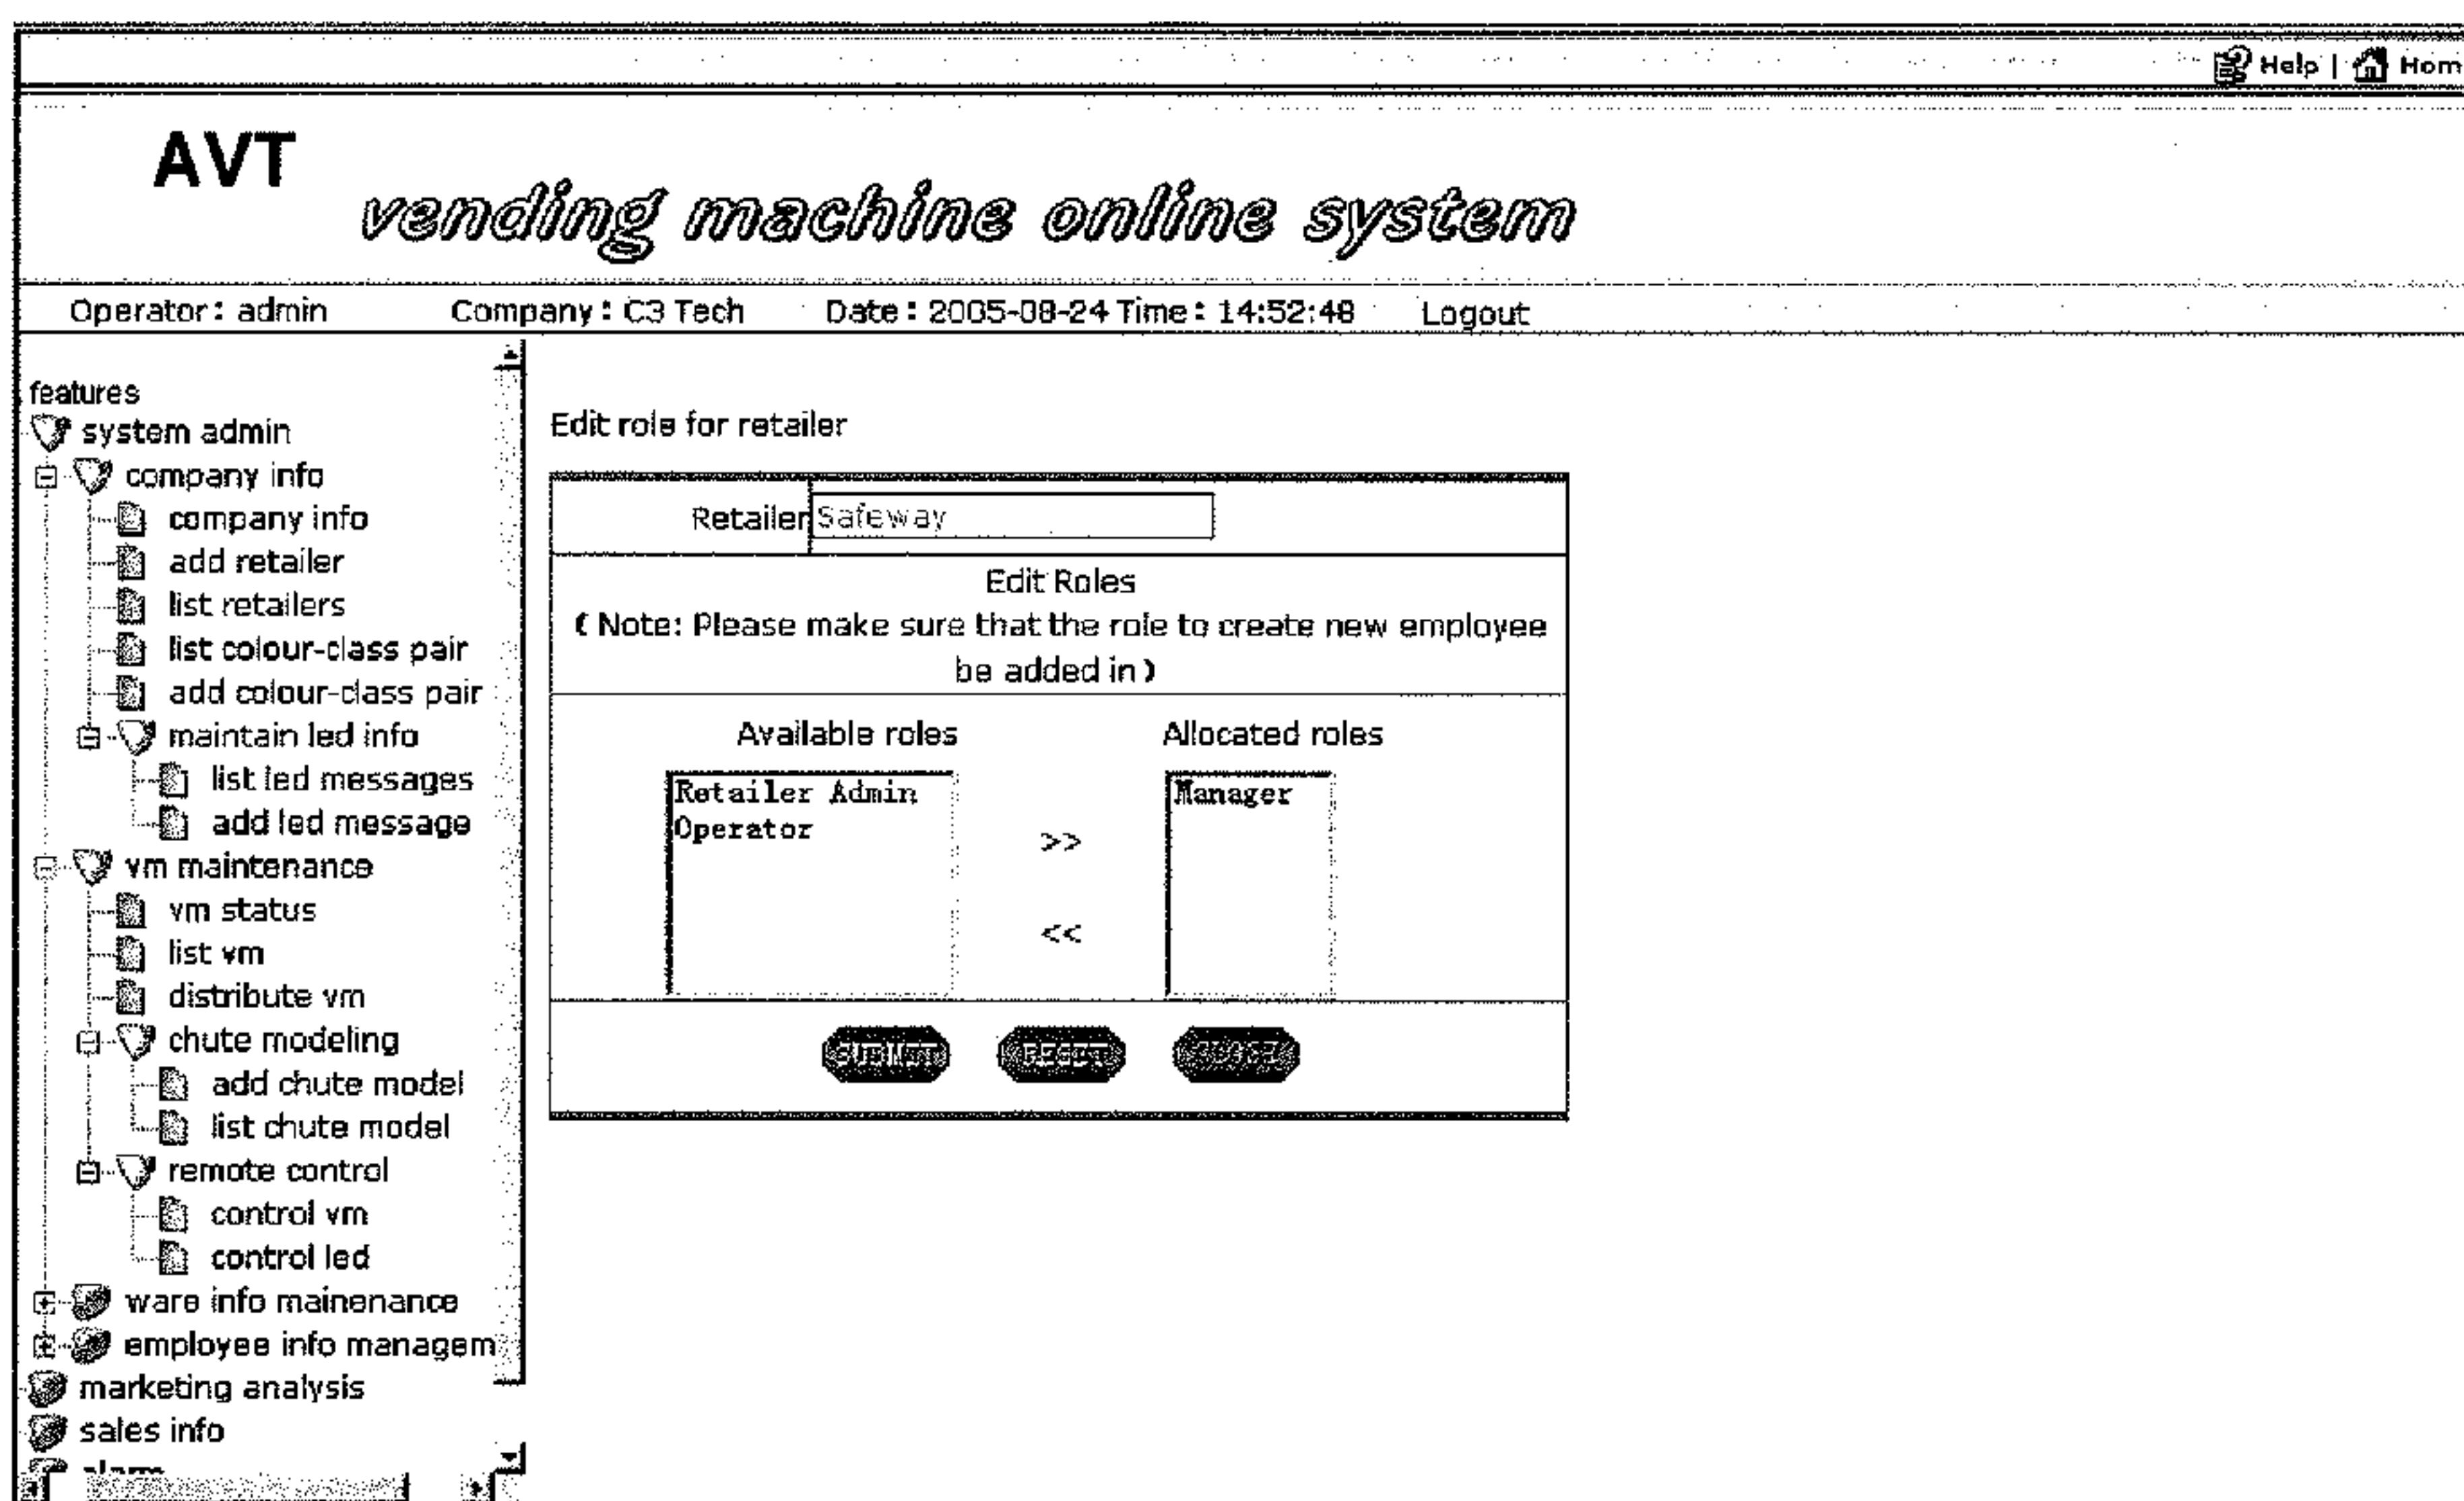 Help | Hom
AVT
vending machine online system
Operator: admin Company: C3 Tech Date: 2005-08-24 Time: 14:52:48 Logout
features
system admin
company info
company info
add retailer
list retailers
list colour-class pair
add colour-class pair
maintain led info
list led messages
add led message
vm maintenance
vm status
list vm
distribute vm
chute modeling
add chute model
list chute model
remote control
control vm
control led
ware info mainenance
employee info managem
marketing analysis
sales info
Edit role for retailer
Retailer Safeway
Edit Roles
( Note: Please make sure that the role to create new employee
be added in )
Available roles Allocated roles
Retailer Admin Manager
Operator
>>
<<
SUBMIT RESET